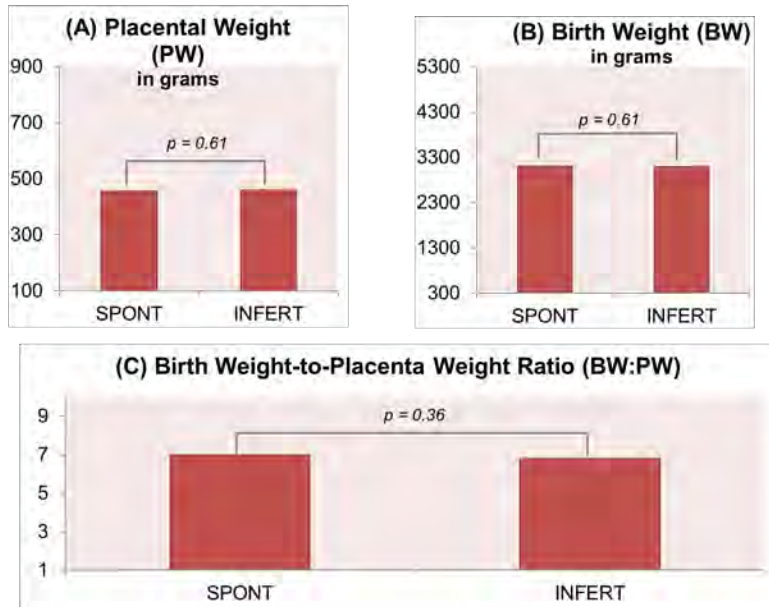 (A) Placental Weight
(PW)
in grams
900
700
500
300
100
p = 0.61
SPONT INFERT
(B) Birth Weight (BW)
in grams
5300
4300
3300
2300
1300
300
p = 0.61
SPONT INFERT
(C) Birth Weight-to-Placenta Weight Ratio (BW:PW)
9
7
5
3
1
p = 0.36
SPONT INFERT